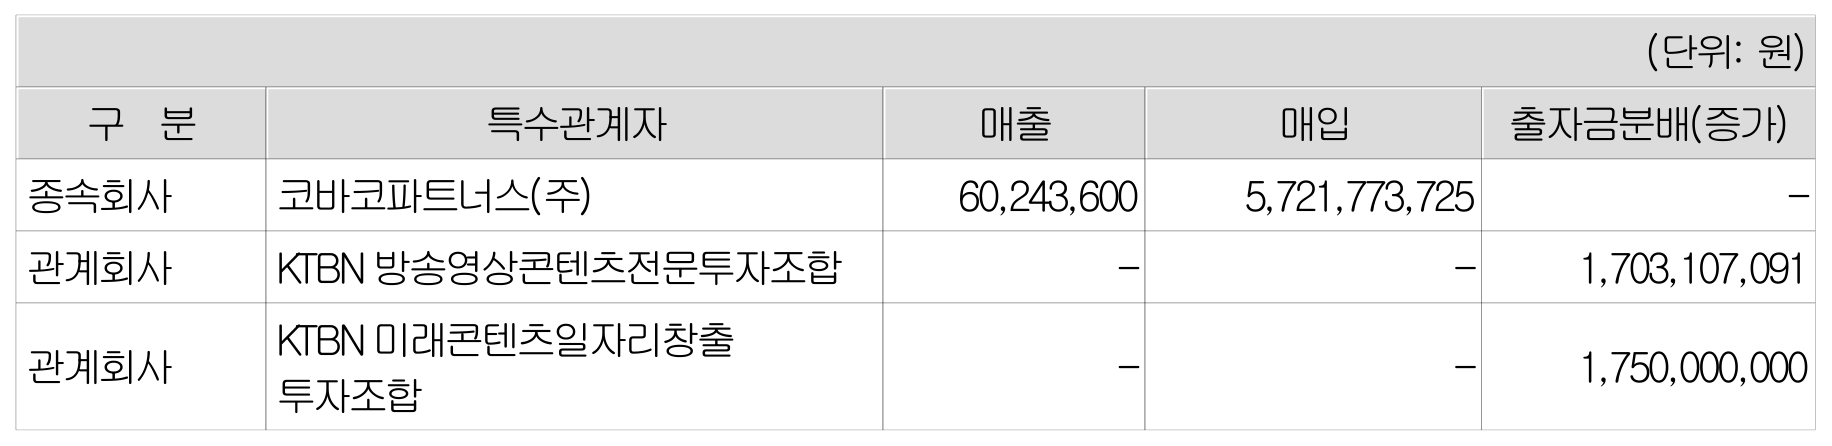 (단위: 원)
구 분 특수관계자 매출 매입 출자금분배(증가)
종속회사 코바코파트너스(주) 60,243,600 5,721,773,725 -
관계회사 KTBN 방송영상콘텐츠전문투자조합 - - 1,703,107,091
관계회사 KTBN 미래콘텐츠일자리창출 - - 1,750,000,000
투자조합